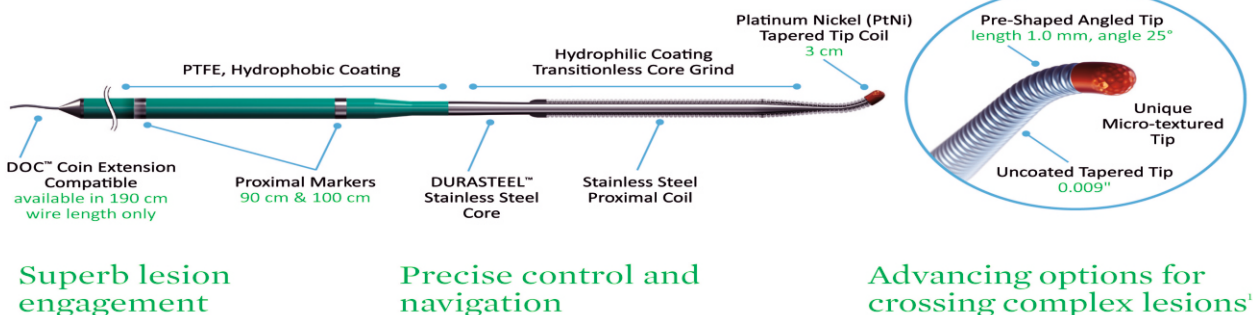 Platinum Nickel (PtNi)
Tapered Tip Coil
3 cm
Pre-Shaped Angled Tip
length 1.0 mm, angle 25°
Hydrophilic Coating
Transitionless Core Grind
PTFE, Hydrophobic Coating
Unique
Micro-textured
Tip
DOC™ Coin Extension
Compatible
available in 190 cm
wire length only
Proximal Markers
90 cm & 100 cm
DURASTEEL™
Stainless Steel
Core
Stainless Steel
Proximal Coil
Uncoated Tapered Tip
0.009"
Superb lesion
engagement
Precise control and
navigation
Advancing options for
crossing complex lesions¹